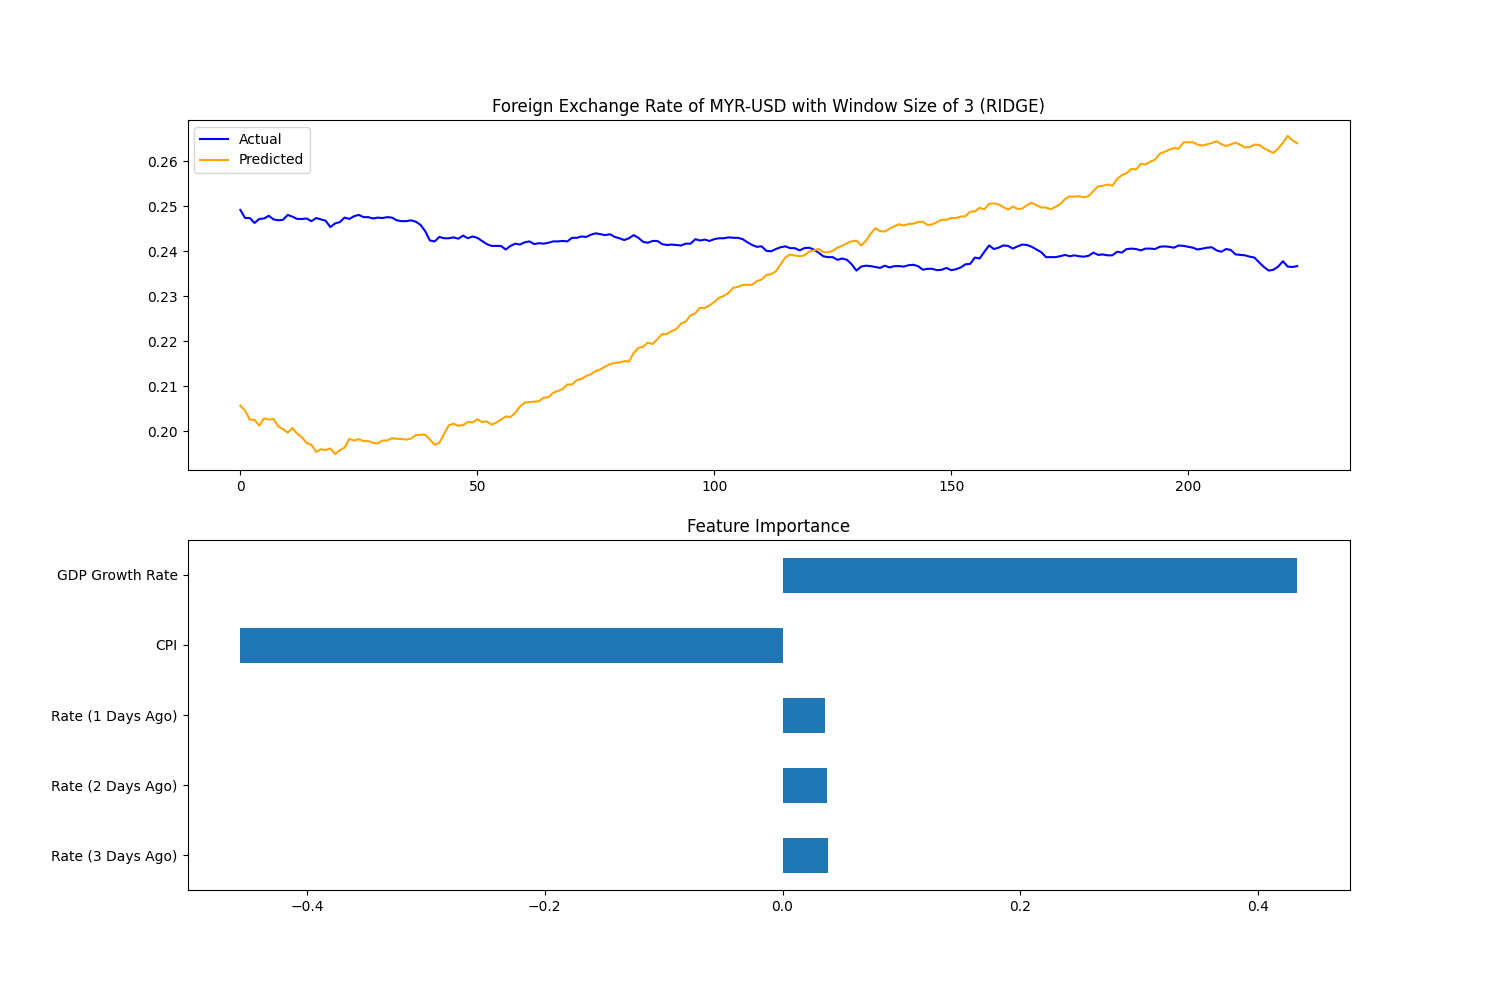 Foreign Exchange Rate of MYR-USD with Window Size of 3 (RIDGE)
Actual
Predicted
0.26
0.25
0.24
0.23
0.22
0.21
0.20
0 50 100 150 200
Feature Importance
GDP Growth Rate
CPI
Rate (1 Days Ago)
Rate (2 Days Ago)
Rate (3 Days Ago)
−0.4 −0.2 0.0 0.2 0.4